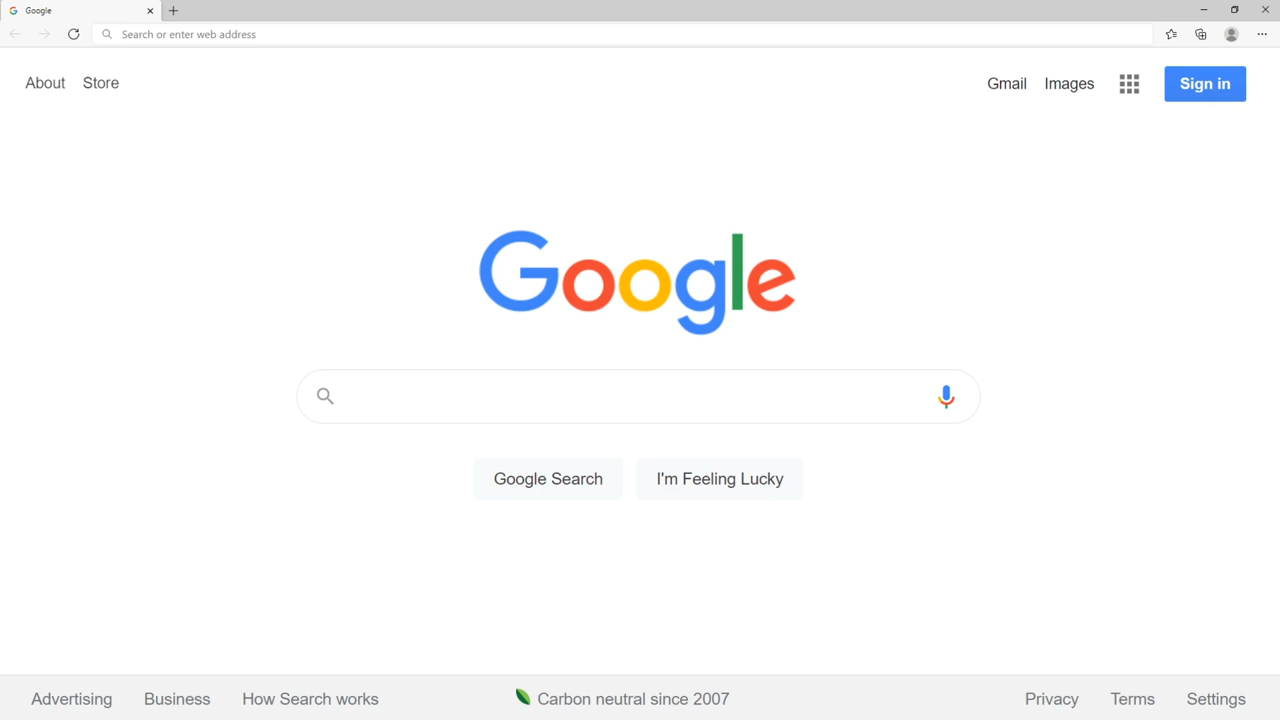 Google
Search or enter web address
About Store
Gmail Images Sign in
Google
Google Search I'm Feeling Lucky
Advertising Business How Search works Carbon neutral since 2007 Privacy Terms Settings